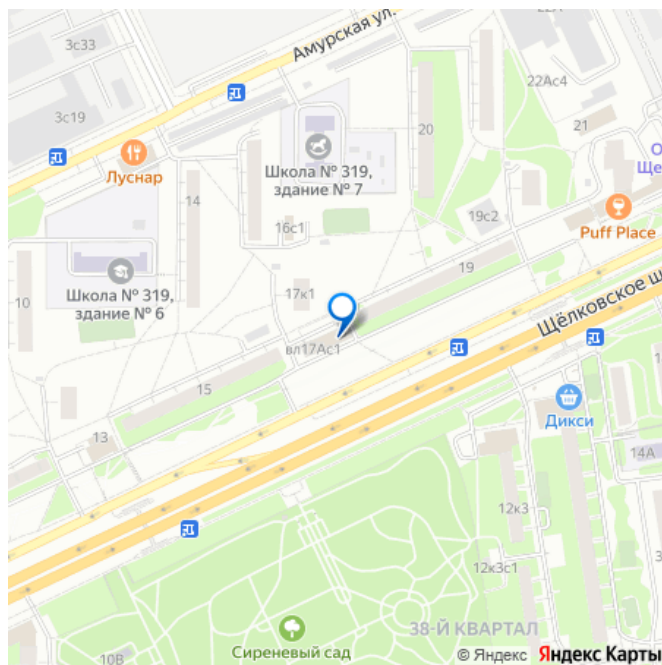 22А
Амурская ул.
3с33
22Ас4
3с19
20
21
Луснар
Школа № 319,
здание № 7
14
16с1
19с2
Puff Place
Школа № 319,
здание № 6
10
17к1
19
Щёлковское ш
вл17Ас1
15
Дикси
13
14А
12к3
12к3с1
38-Й КВАРТАЛ
Сиреневый сад
10В
© Яндекс Яндекс Карты